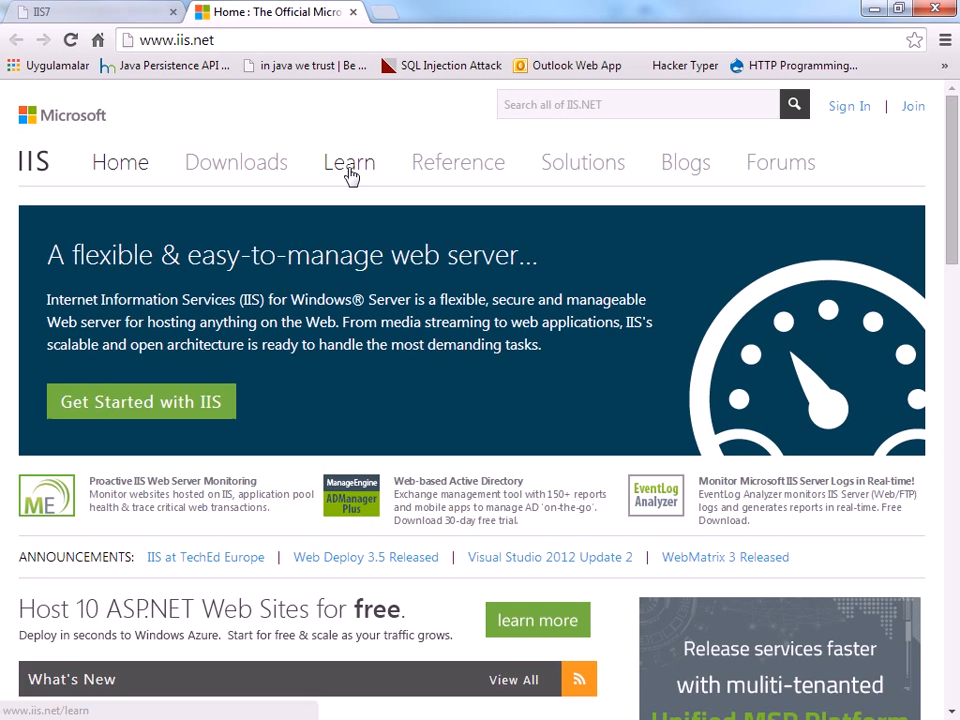 IIS7
Home : The Official Micro
www.iis.net
Uygulamalar
Java Persistence API ...
in java we trust | Be ...
SQL Injection Attack
Outlook Web App
Hacker Typer
HTTP Programming...
»
Microsoft
Search all of IIS.NET
Sign In | Join
IIS
Home
Downloads
Learn
Reference
Solutions
Blogs
Forums
A flexible & easy-to-manage web server...
Internet Information Services (IIS) for Windows® Server is a flexible, secure and manageable
Web server for hosting anything on the Web. From media streaming to web applications, IIS's
scalable and open architecture is ready to handle the most demanding tasks.
Get Started with IIS
ME
Proactive IIS Web Server Monitoring
Monitor websites hosted on IIS, application pool
health & trace critical web transactions.
ManageEngine
ADManager
Plus
Web-based Active Directory
Exchange management tool with 150+ reports
and mobile apps to manage AD 'on-the-go'.
Download 30-day free trial.
EventLog
Analyzer
Monitor Microsoft IIS Server Logs in Real-time!
EventLog Analyzer monitors IIS Server (Web/FTP)
logs and generates reports in real-time. Free
Download.
ANNOUNCEMENTS: IIS at TechEd Europe | Web Deploy 3.5 Released | Visual Studio 2012 Update 2 | WebMatrix 3 Released
Host 10 ASP.NET Web Sites for free.
Deploy in seconds to Windows Azure. Start for free & scale as your traffic grows.
learn more
What's New
View All
Release services faster
with muliti-tenanted
Unified MSP Platform
www.iis.net/learn